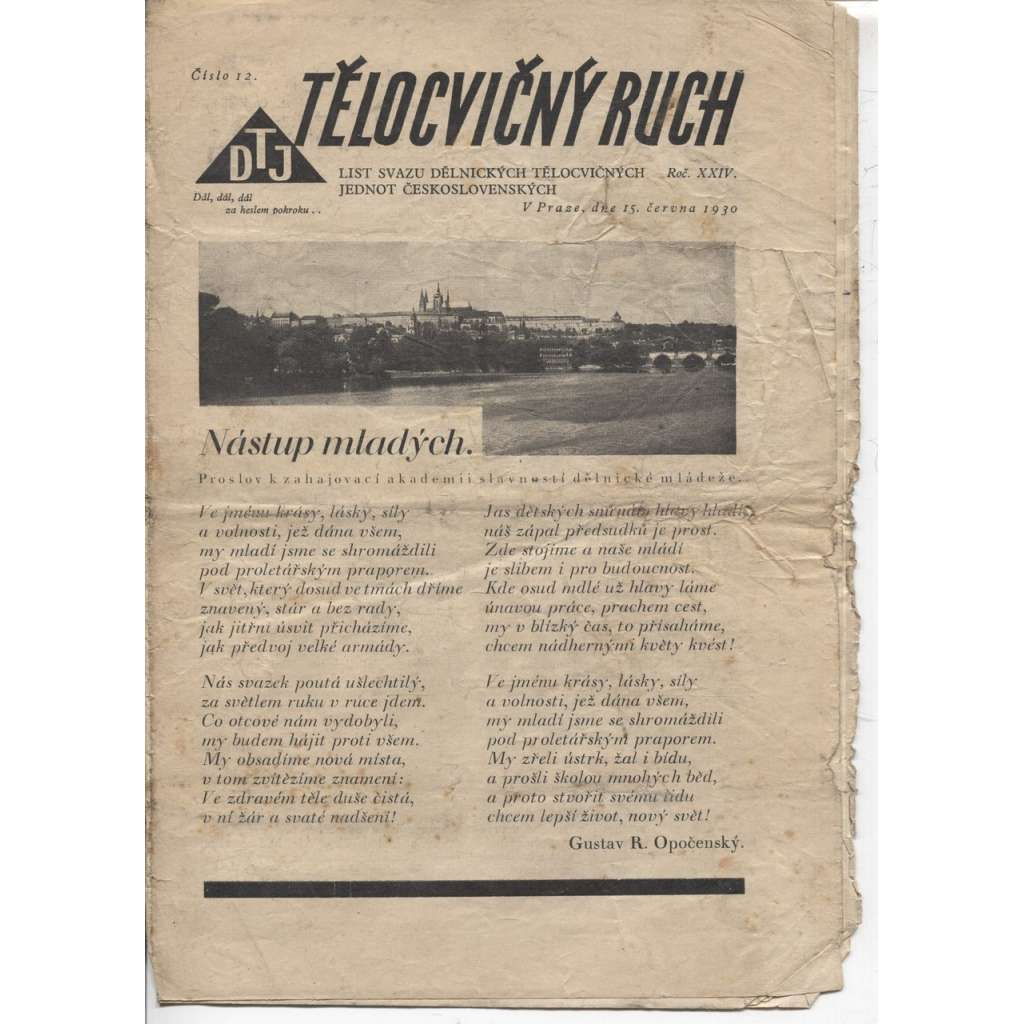 Číslo 12.
TĚLOCVIČNÝ RUCH
DTJ
LIST SVAZU DĚLNICKÝCH TĚLOCVIČNÝCH Roč. XXIV.
JEDNOT ČESKOSLOVENSKÝCH
Dál, dál, dál
za heslem pokroku . .
V Praze, dne 15. června 1930
Nástup mladých.
Proslov k zahajovací akademii slavností dělnické mládeže.
Ve jménu krásy, lásky, síly
a volnosti, jež dána všem,
my mladí jsme se shromáždili
pod proletářským praporem.
V svět, který dosud ve tmách dříme
znavený, stár a bez rady,
jak jitřní úsvit přicházíme,
jak předvoj velké armády.
Nás svazek poutá ušlechtilý,
za světlem ruku v ruce jdem.
Co otcové nám vydobyli,
my budem hájit proti všem.
My obsadíme nová místa,
v tom zvítězíme znamení:
Ve zdravém těle duše čistá,
v ní žár a svaté nadšení!
Jas dětských snů nám hlavy hladí,
náš zápal předsudků je prost.
Zde stojíme a naše mládí
je slibem i pro budoucnost.
Kde osud mdlé už hlavy láme
únavou práce, prachem cest,
my v blízký čas, to přísaháme,
chcem nádhernými květy kvést!
Ve jménu krásy, lásky, síly
a volnosti, jež dána všem,
my mladí jsme se shromáždili
pod proletářským praporem.
My zřeli ústrk, žal i bídu,
a prošli školou mnohých běd,
a proto stvořit svému lidu
chcem lepší život, nový svět!
Gustav R. Opočenský.